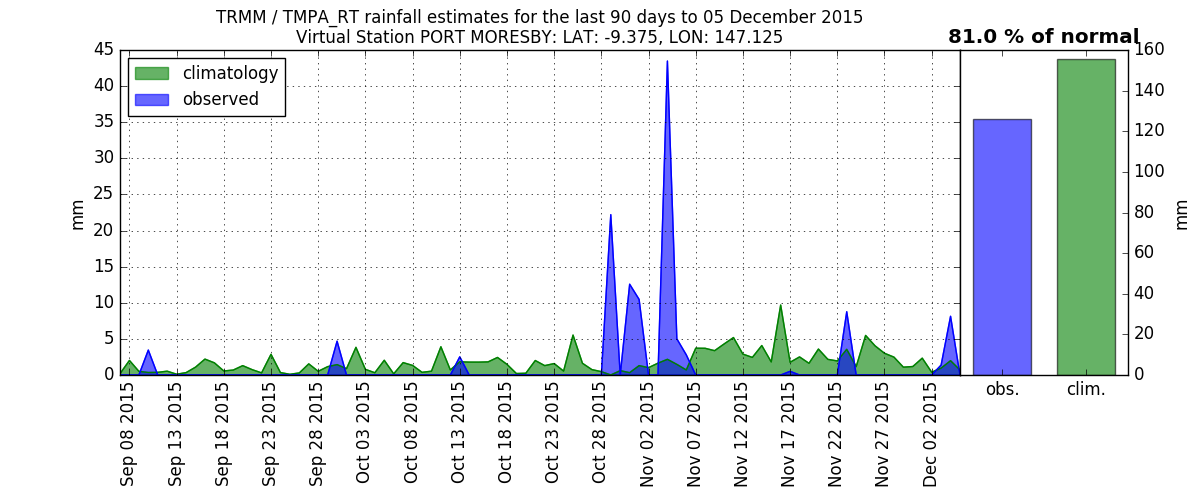 TRMM / TMPA_RT rainfall estimates for the last 90 days to 05 December 2015
Virtual Station PORT MORESBY: LAT: -9.375, LON: 147.125
81.0 % of normal
climatology
observed
45
40
35
30
25
20
15
10
5
0
mm
Sep 08 2015
Sep 13 2015
Sep 18 2015
Sep 23 2015
Sep 28 2015
Oct 03 2015
Oct 08 2015
Oct 13 2015
Oct 18 2015
Oct 23 2015
Oct 28 2015
Nov 02 2015
Nov 07 2015
Nov 12 2015
Nov 17 2015
Nov 22 2015
Nov 27 2015
Dec 02 2015
obs.
clim.
160
140
120
100
80
60
40
20
0
mm